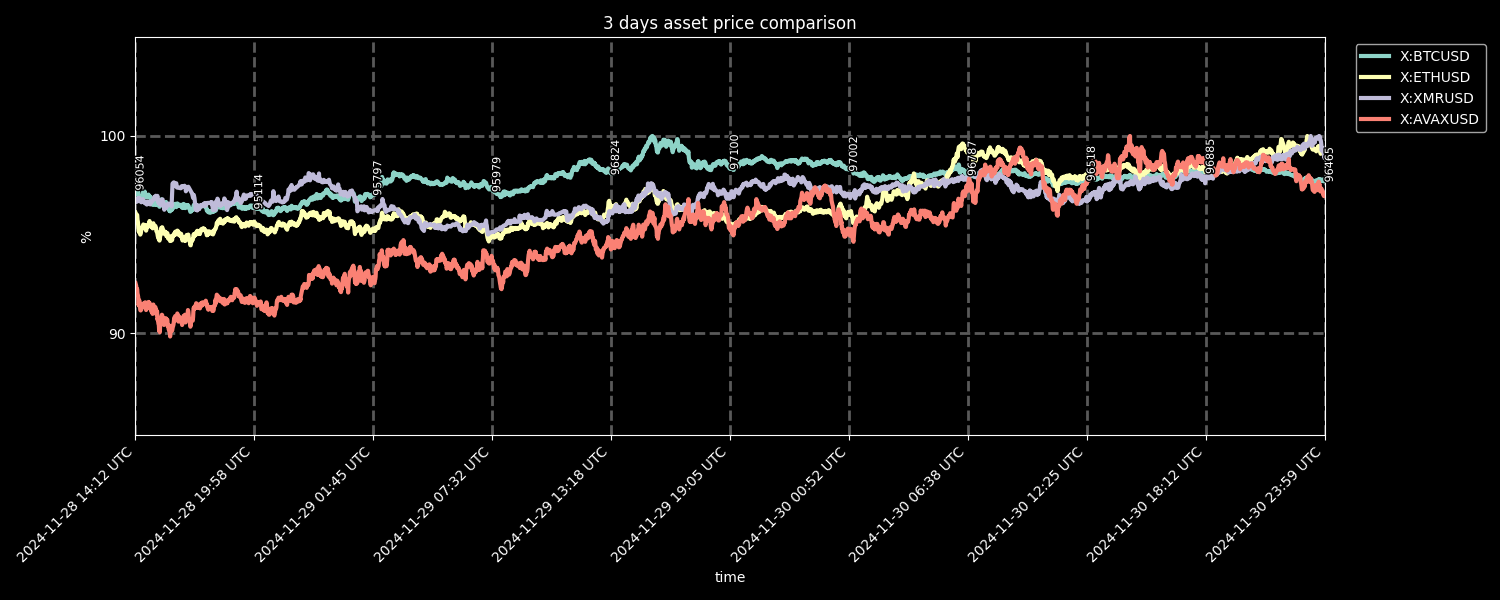 3 days asset price comparison
X:BTCUSD
X:ETHUSD
X:XMRUSD
X:AVAXUSD
100
90
%
96054
95114
95797
95979
96824
97100
97002
96787
96518
96885
96465
2024-11-28 14:12 UTC
2024-11-28 19:58 UTC
2024-11-29 01:45 UTC
2024-11-29 07:32 UTC
2024-11-29 13:18 UTC
2024-11-29 19:05 UTC
2024-11-30 00:52 UTC
2024-11-30 06:38 UTC
2024-11-30 12:25 UTC
2024-11-30 18:12 UTC
2024-11-30 23:59 UTC
time